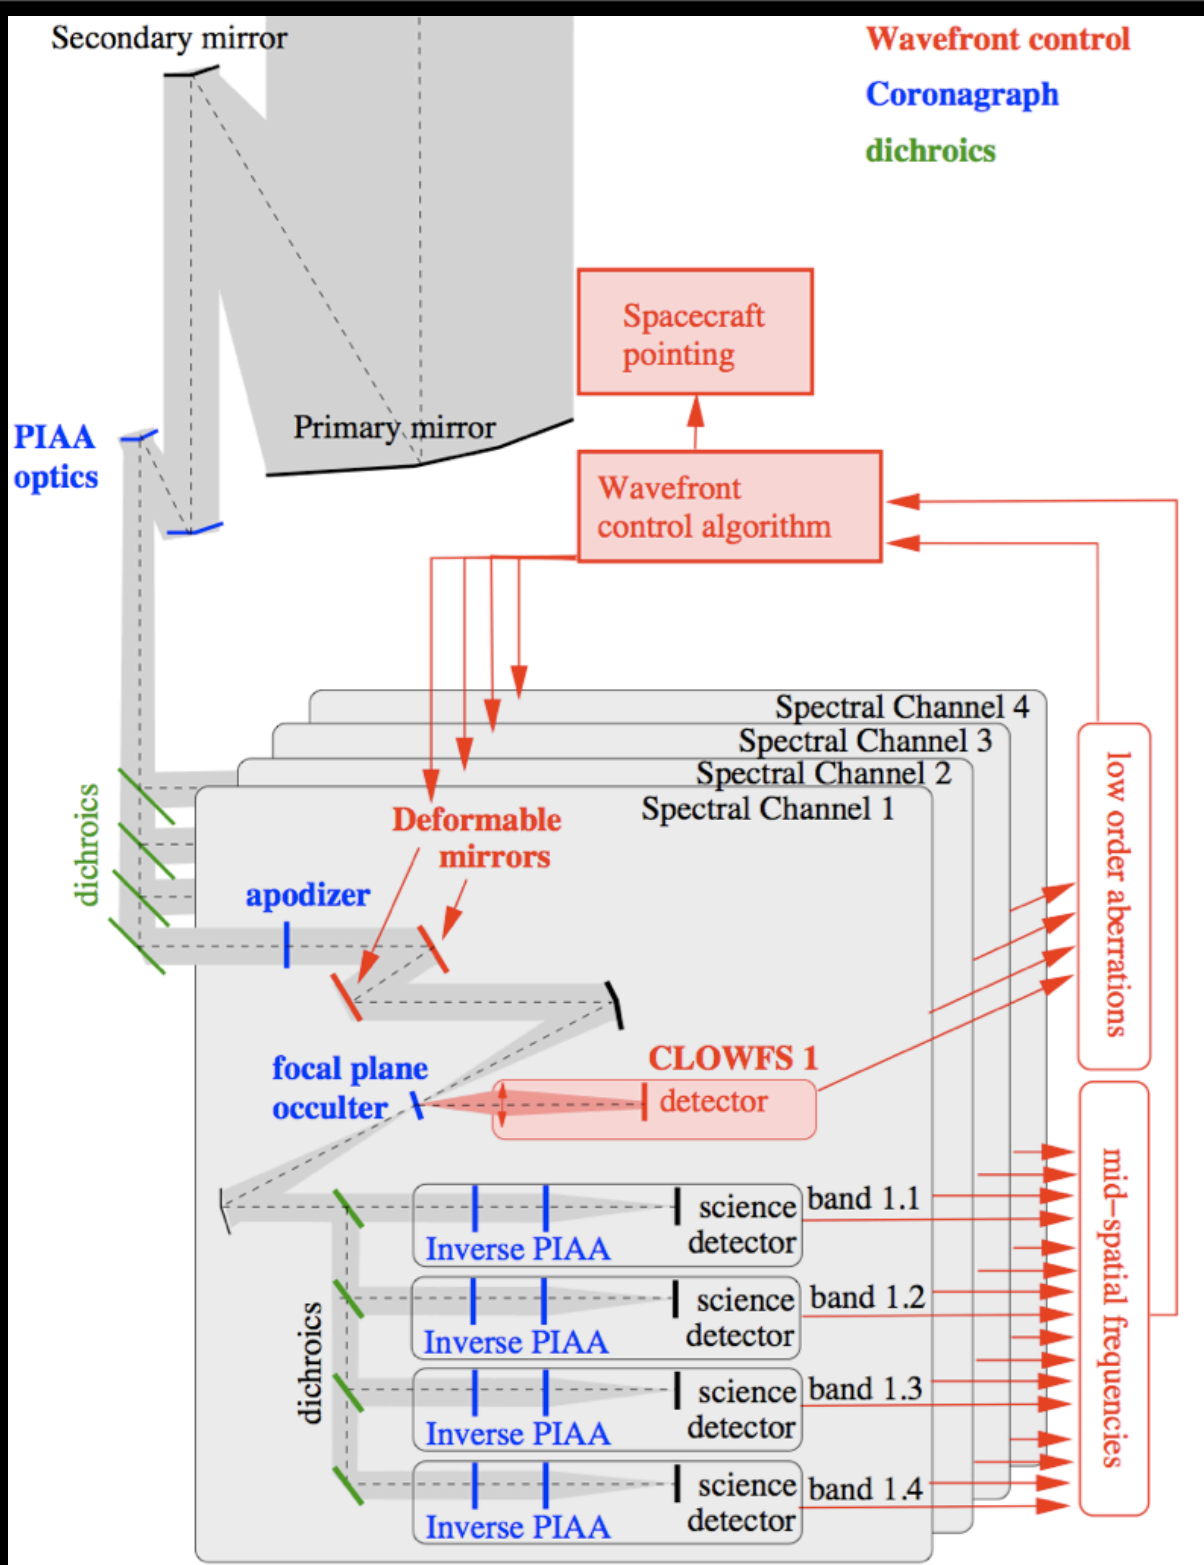 Secondary mirror
Wavefront control
Coronagraph
dichroics
Spacecraft
pointing
Primary mirror
PIAA
optics
Wavefront
control algorithm
Spectral Channel 4
Spectral Channel 3
Spectral Channel 2
Spectral Channel 1
low order aberrations
dichroics
Deformable
mirrors
apodizer
focal plane
occulter
CLOWFS 1
detector
mid–spatial frequencies
dichroics
science
detector
band 1.1
Inverse PIAA
science
detector
band 1.2
Inverse PIAA
science
detector
band 1.3
Inverse PIAA
science
detector
band 1.4
Inverse PIAA